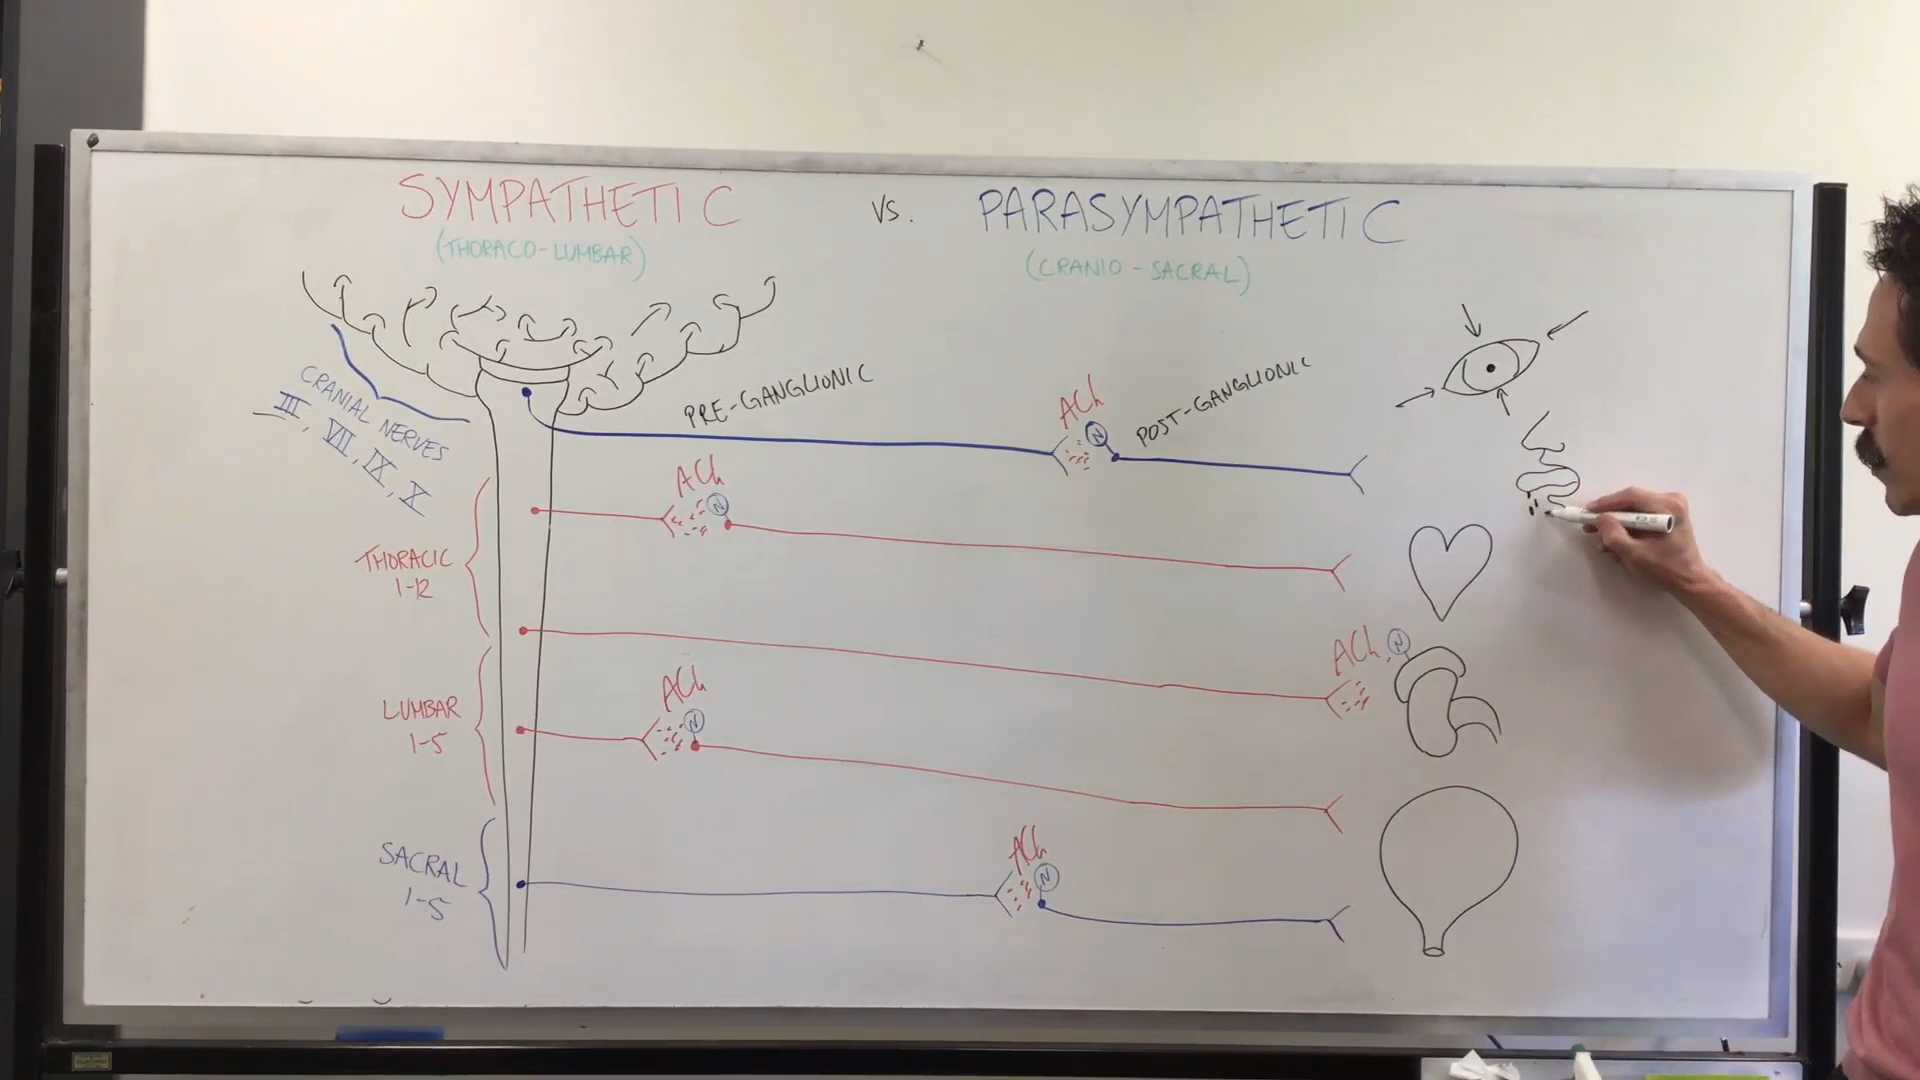 SYMPATHETIC vs. PARASYMPATHETIC
(THORACO-LUMBAR)
(CRANIO-SACRAL)
CRANIAL NERVES
III, VII, IX, X
PRE-GANGLIONIC
ACh
N
POST-GANGLIONIC
ACh
N
THORACIC
1-12
ACh
N
LUMBAR
1-5
ACh
N
SACRAL
1-5
ACh
N